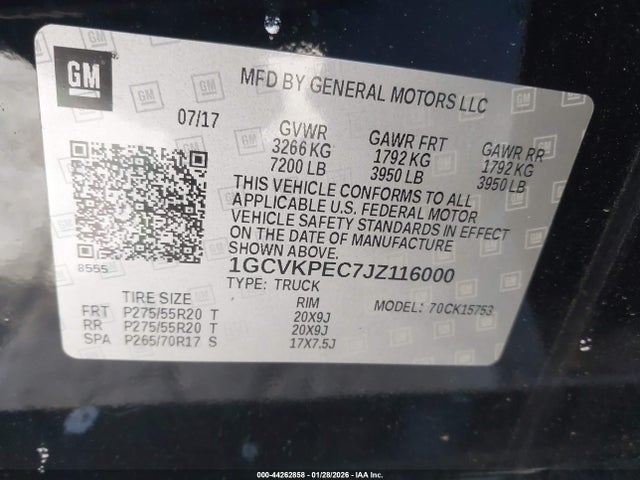 GM
MFD BY GENERAL MOTORS LLC
07/17
GVWR GAWR FRT GAWR RR
3266 KG 1792 KG 1792 KG
7200 LB 3950 LB 3950 LB
THIS VEHICLE CONFORMS TO ALL
APPLICABLE U.S. FEDERAL MOTOR
VEHICLE SAFETY STANDARDS IN EFFECT
ON THE DATE OF MANUFACTURE
SHOWN ABOVE.
8555
1GCVKPEC7JZ116000
TYPE: TRUCK
MODEL: 70CK15753
TIRE SIZE RIM
FRT P275/55R20 T 20X9J
RR P275/55R20 T 20X9J
SPA P265/70R17 S 17X7.5J
000-44262858 | 01/28/2026 | IAA Inc.